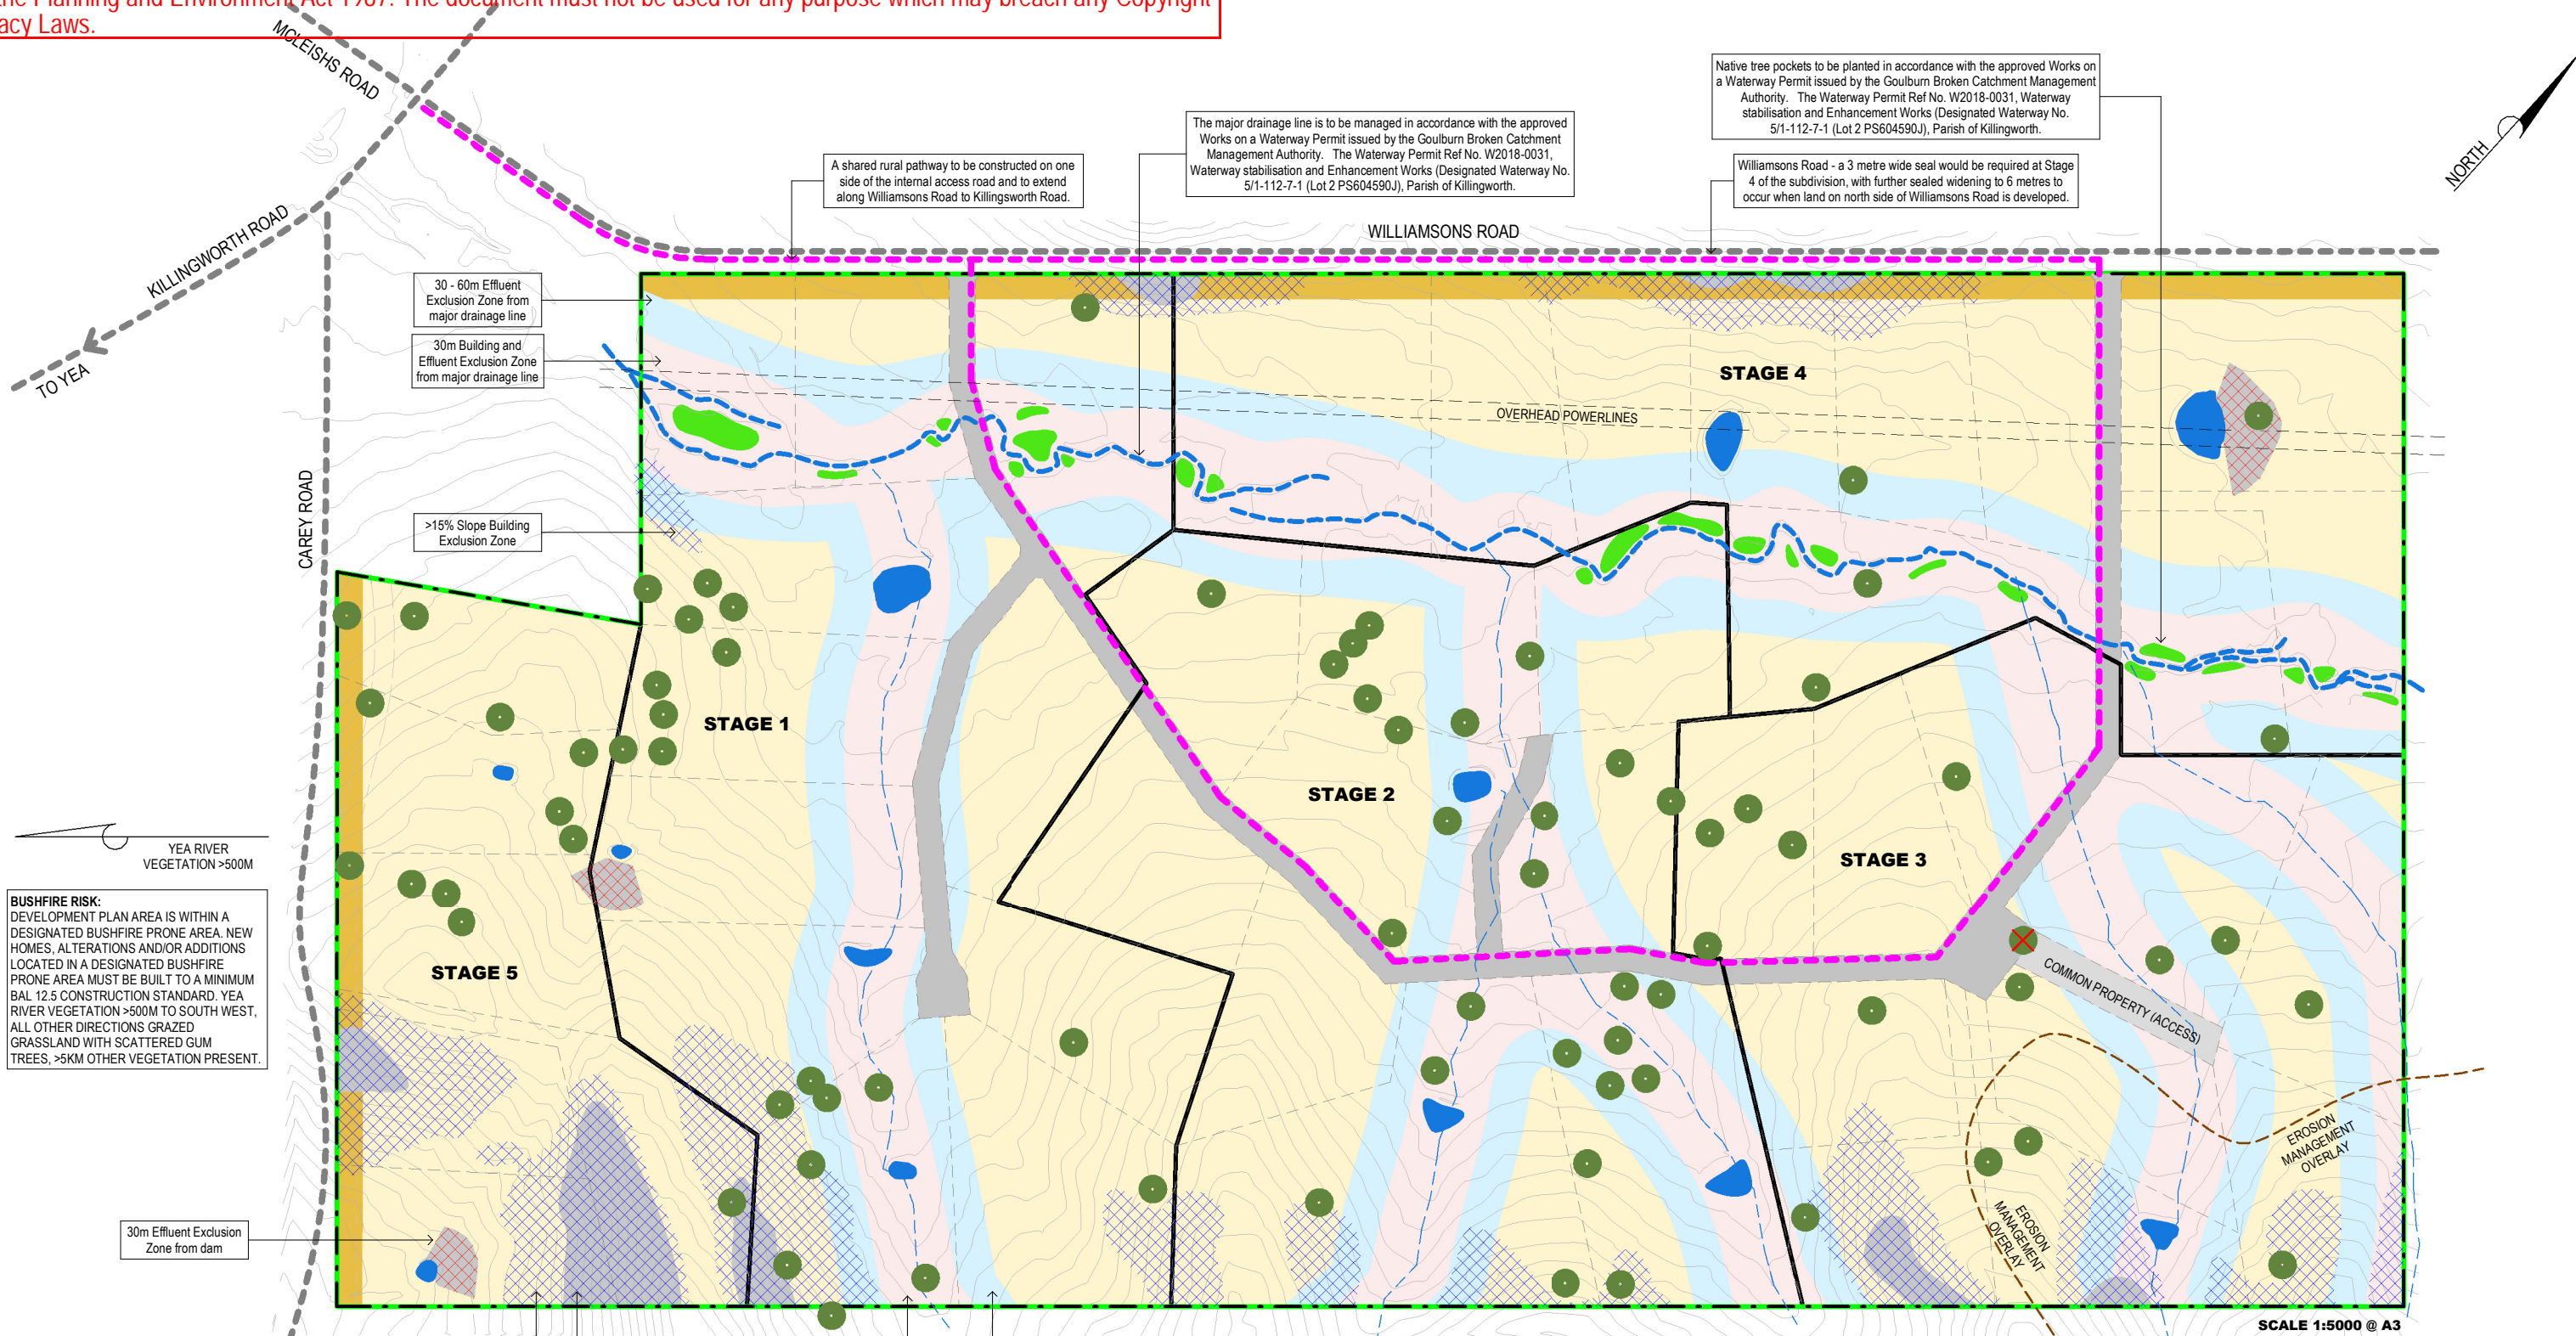 the Planning and Environment Act 1987. The document must not be used for any purpose which may breach any Copyright
acy Laws.
MCLEISHS ROAD
KILLINGWORTH ROAD
TO YEA
CAREY ROAD
WILLIAMSONS ROAD
NORTH
A shared rural pathway to be constructed on one
side of the internal access road and to extend
along Williamsons Road to Killingsworth Road.
The major drainage line is to be managed in accordance with the approved
Works on a Waterway Permit issued by the Goulburn Broken Catchment
Management Authority. The Waterway Permit Ref No. W2018-0031,
Waterway stabilisation and Enhancement Works (Designated Waterway No.
5/1-112-7-1 (Lot 2 PS604590J), Parish of Killingworth.
Native tree pockets to be planted in accordance with the approved Works on
a Waterway Permit issued by the Goulburn Broken Catchment Management
Authority. The Waterway Permit Ref No. W2018-0031, Waterway
stabilisation and Enhancement Works (Designated Waterway No.
5/1-112-7-1 (Lot 2 PS604590J), Parish of Killingworth.
Williamsons Road - a 3 metre wide seal would be required at Stage
4 of the subdivision, with further sealed widening to 6 metres to
occur when land on north side of Williamsons Road is developed.
30 - 60m Effluent
Exclusion Zone from
major drainage line
30m Building and
Effluent Exclusion Zone
from major drainage line
>15% Slope Building
Exclusion Zone
STAGE 4
OVERHEAD POWERLINES
STAGE 1
STAGE 2
STAGE 3
STAGE 5
COMMON PROPERTY (ACCESS)
EROSION
MANAGEMENT
OVERLAY
EROSION
MANAGEMENT
OVERLAY
YEA RIVER
VEGETATION >500M
BUSHFIRE RISK:
DEVELOPMENT PLAN AREA IS WITHIN A
DESIGNATED BUSHFIRE PRONE AREA. NEW
HOMES, ALTERATIONS AND/OR ADDITIONS
LOCATED IN A DESIGNATED BUSHFIRE
PRONE AREA MUST BE BUILT TO A MINIMUM
BAL 12.5 CONSTRUCTION STANDARD. YEA
RIVER VEGETATION >500M TO SOUTH WEST,
ALL OTHER DIRECTIONS GRAZED
GRASSLAND WITH SCATTERED GUM
TREES, >5KM OTHER VEGETATION PRESENT.
30m Effluent Exclusion
Zone from dam
SCALE 1:5000 @ A3